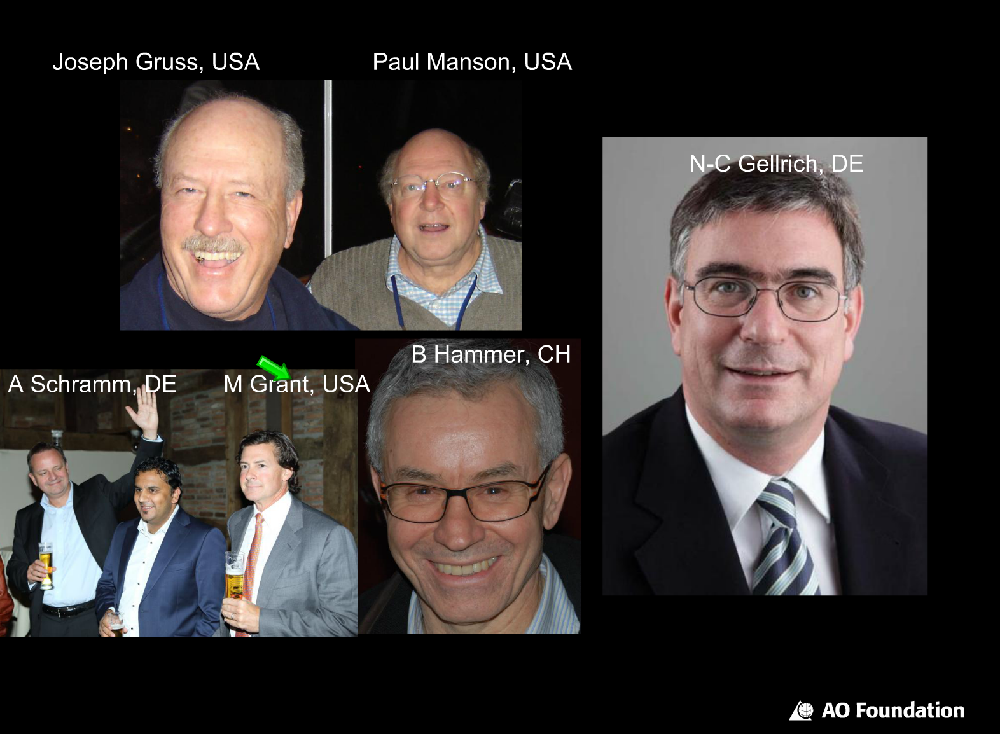 Joseph Gruss, USA
Paul Manson, USA
N-C Gellrich, DE
B Hammer, CH
A Schramm, DE
M Grant, USA
AO Foundation